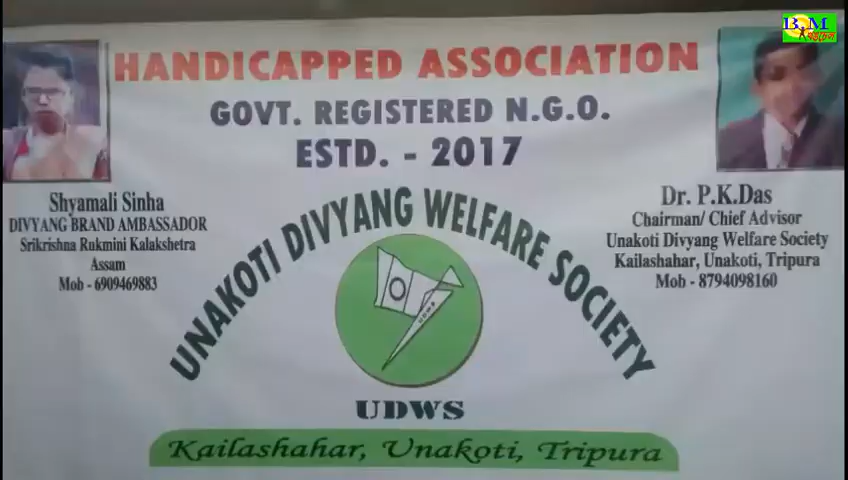 B M
HANDICAPPED ASSOCIATION
GOVT. REGISTERED N.G.O.
ESTD. - 2017
Shyamali Sinha
DIVYANG BRAND AMBASSADOR
Srikrishna Rukmini Kalakshetra
Assam
Mob - 6909469883
Dr. P.K.Das
Chairman/ Chief Advisor
Unakoti Divyang Welfare Society
Kailashahar, Unakoti, Tripura
Mob - 8794098160
UNAKOTI DIVYANG WELFARE SOCIETY
UDWS
UDWS
Kailashahar, Unakoti, Tripura